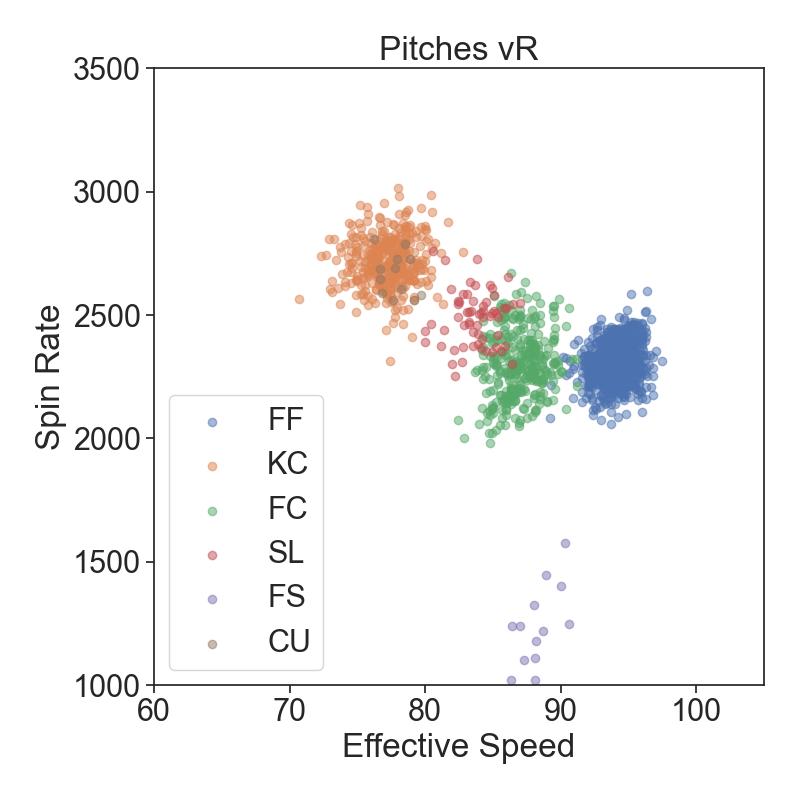 Pitches vR
3500
3000
2500
2000
1500
1000
Spin Rate
FF
KC
FC
SL
FS
CU
60
70
80
90
100
Effective Speed